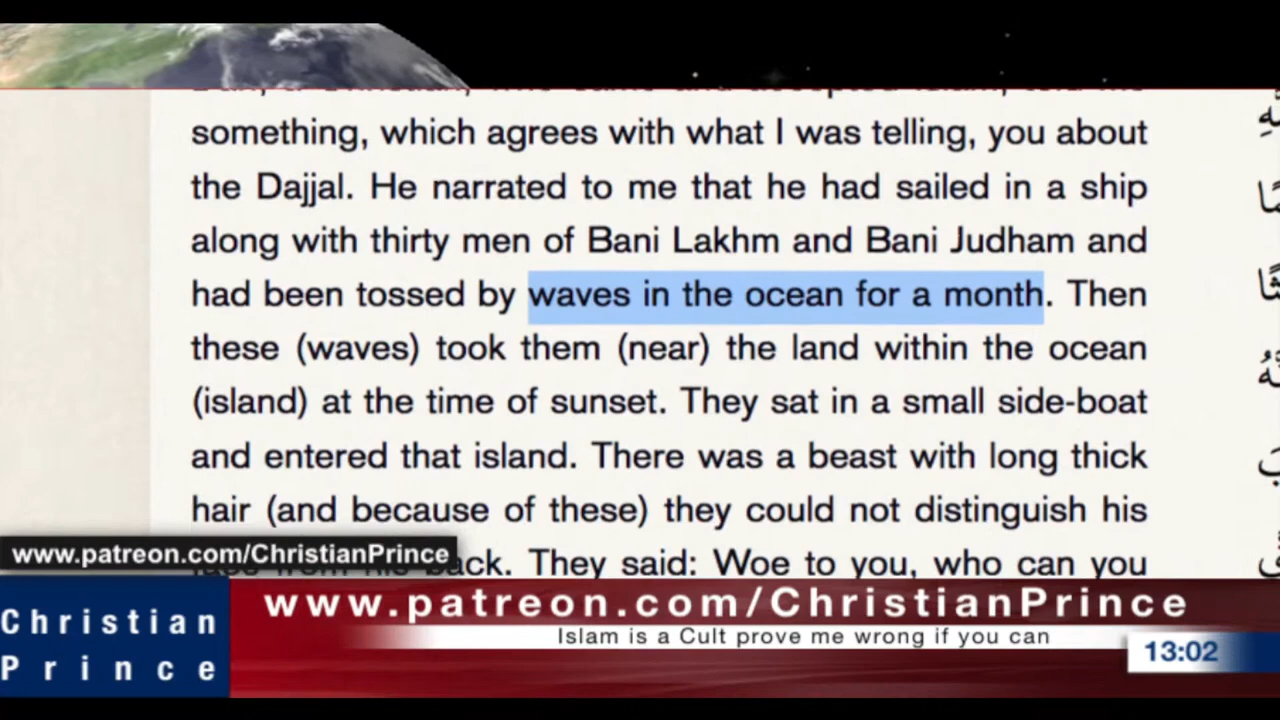 something, which agrees with what I was telling, you about
the Dajjal. He narrated to me that he had sailed in a ship
along with thirty men of Bani Lakhm and Bani Judham and
had been tossed by waves in the ocean for a month. Then
these (waves) took them (near) the land within the ocean
(island) at the time of sunset. They sat in a small side-boat
and entered that island. There was a beast with long thick
hair (and because of these) they could not distinguish his
back. They said: Woe to you, who can you
www.patreon.com/ChristianPrince
www.patreon.com/ChristianPrince
Islam is a Cult prove me wrong if you can
Christian
Prince
13:02